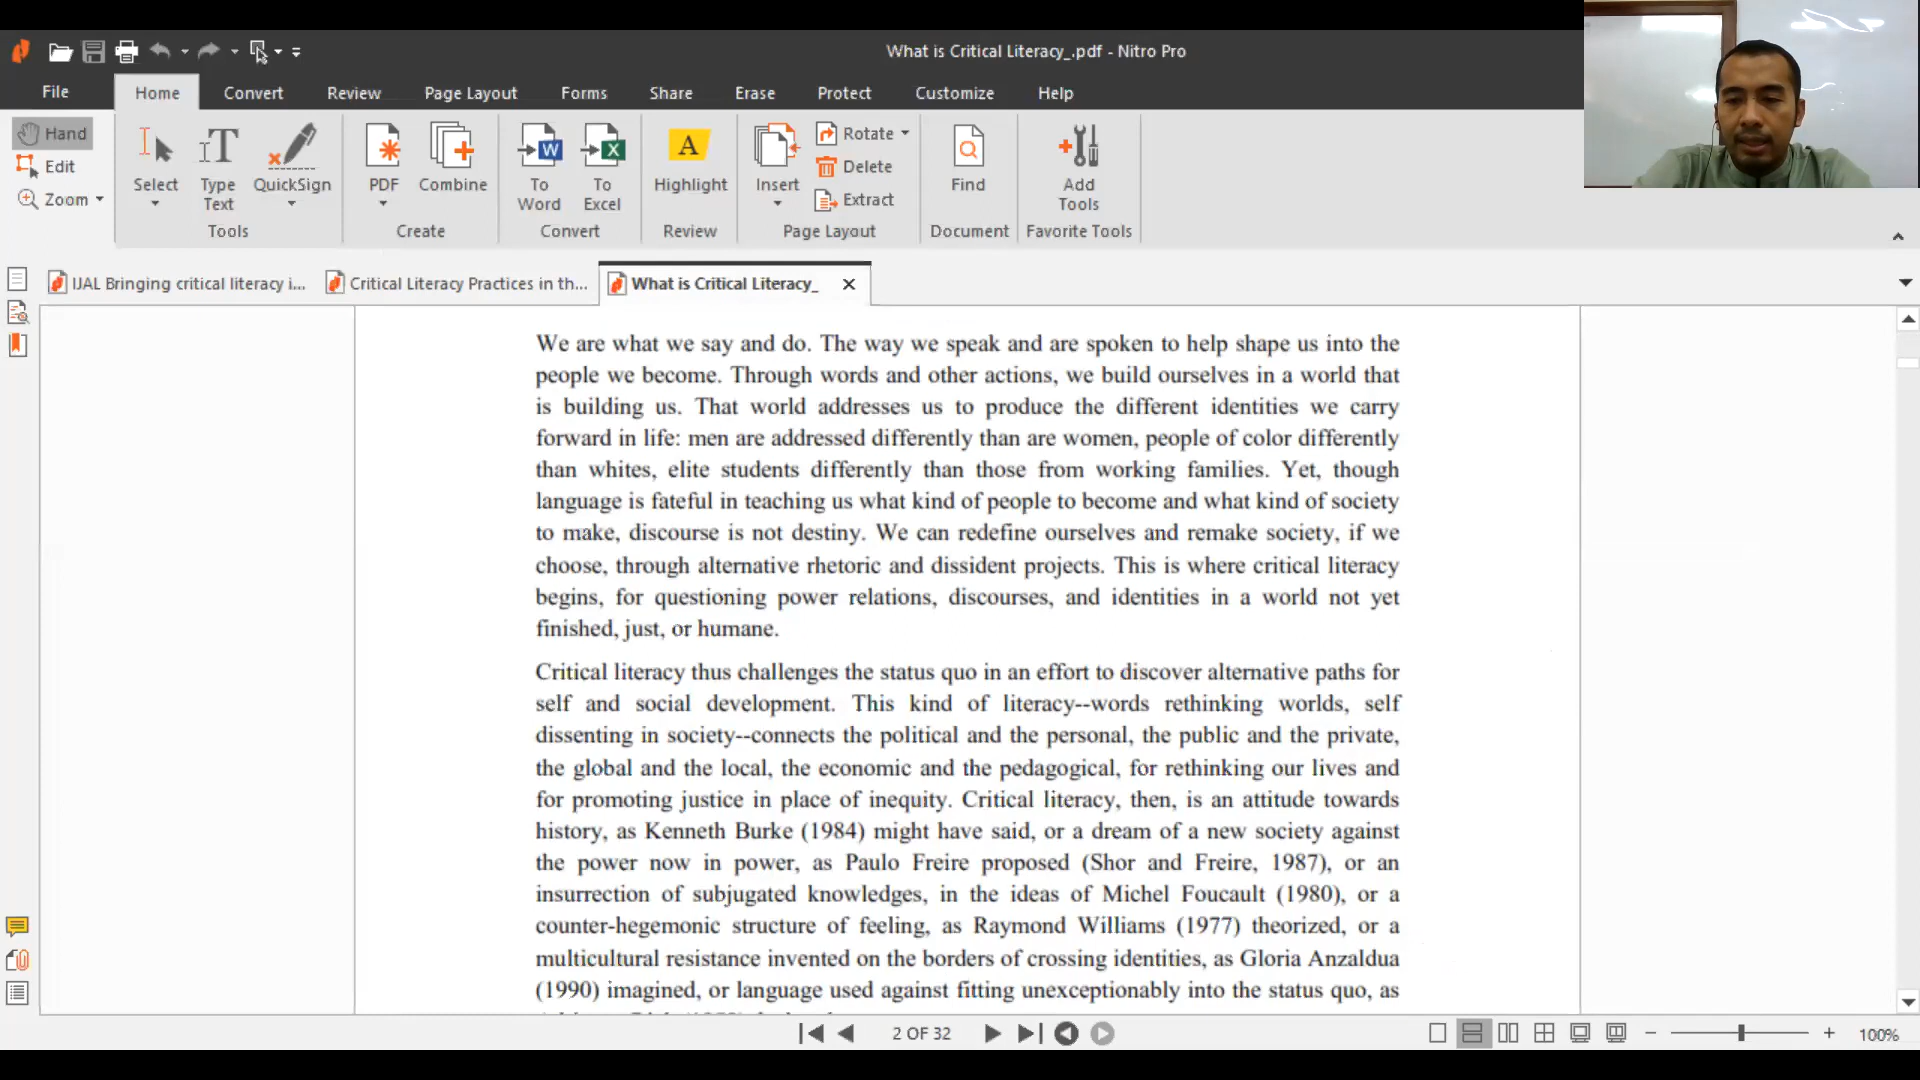 What is Critical Literacy_.pdf - Nitro Pro
File Home Convert Review Page Layout Forms Share Erase Protect Customize Help
Hand
Edit
Zoom
Select
Type Text
QuickSign
Tools
PDF
Combine
Create
To Word
To Excel
Convert
Highlight
Review
Insert
Rotate
Delete
Extract
Page Layout
Find
Document
Add Tools
Favorite Tools
IJAL Bringing critical literacy i... Critical Literacy Practices in th... What is Critical Literacy_
We are what we say and do. The way we speak and are spoken to help shape us into the
people we become. Through words and other actions, we build ourselves in a world that
is building us. That world addresses us to produce the different identities we carry
forward in life: men are addressed differently than are women, people of color differently
than whites, elite students differently than those from working families. Yet, though
language is fateful in teaching us what kind of people to become and what kind of society
to make, discourse is not destiny. We can redefine ourselves and remake society, if we
choose, through alternative rhetoric and dissident projects. This is where critical literacy
begins, for questioning power relations, discourses, and identities in a world not yet
finished, just, or humane.
Critical literacy thus challenges the status quo in an effort to discover alternative paths for
self and social development. This kind of literacy--words rethinking worlds, self
dissenting in society--connects the political and the personal, the public and the private,
the global and the local, the economic and the pedagogical, for rethinking our lives and
for promoting justice in place of inequity. Critical literacy, then, is an attitude towards
history, as Kenneth Burke (1984) might have said, or a dream of a new society against
the power now in power, as Paulo Freire proposed (Shor and Freire, 1987), or an
insurrection of subjugated knowledges, in the ideas of Michel Foucault (1980), or a
counter-hegemonic structure of feeling, as Raymond Williams (1977) theorized, or a
multicultural resistance invented on the borders of crossing identities, as Gloria Anzaldua
(1990) imagined, or language used against fitting unexceptionably into the status quo, as
2 OF 32
100%